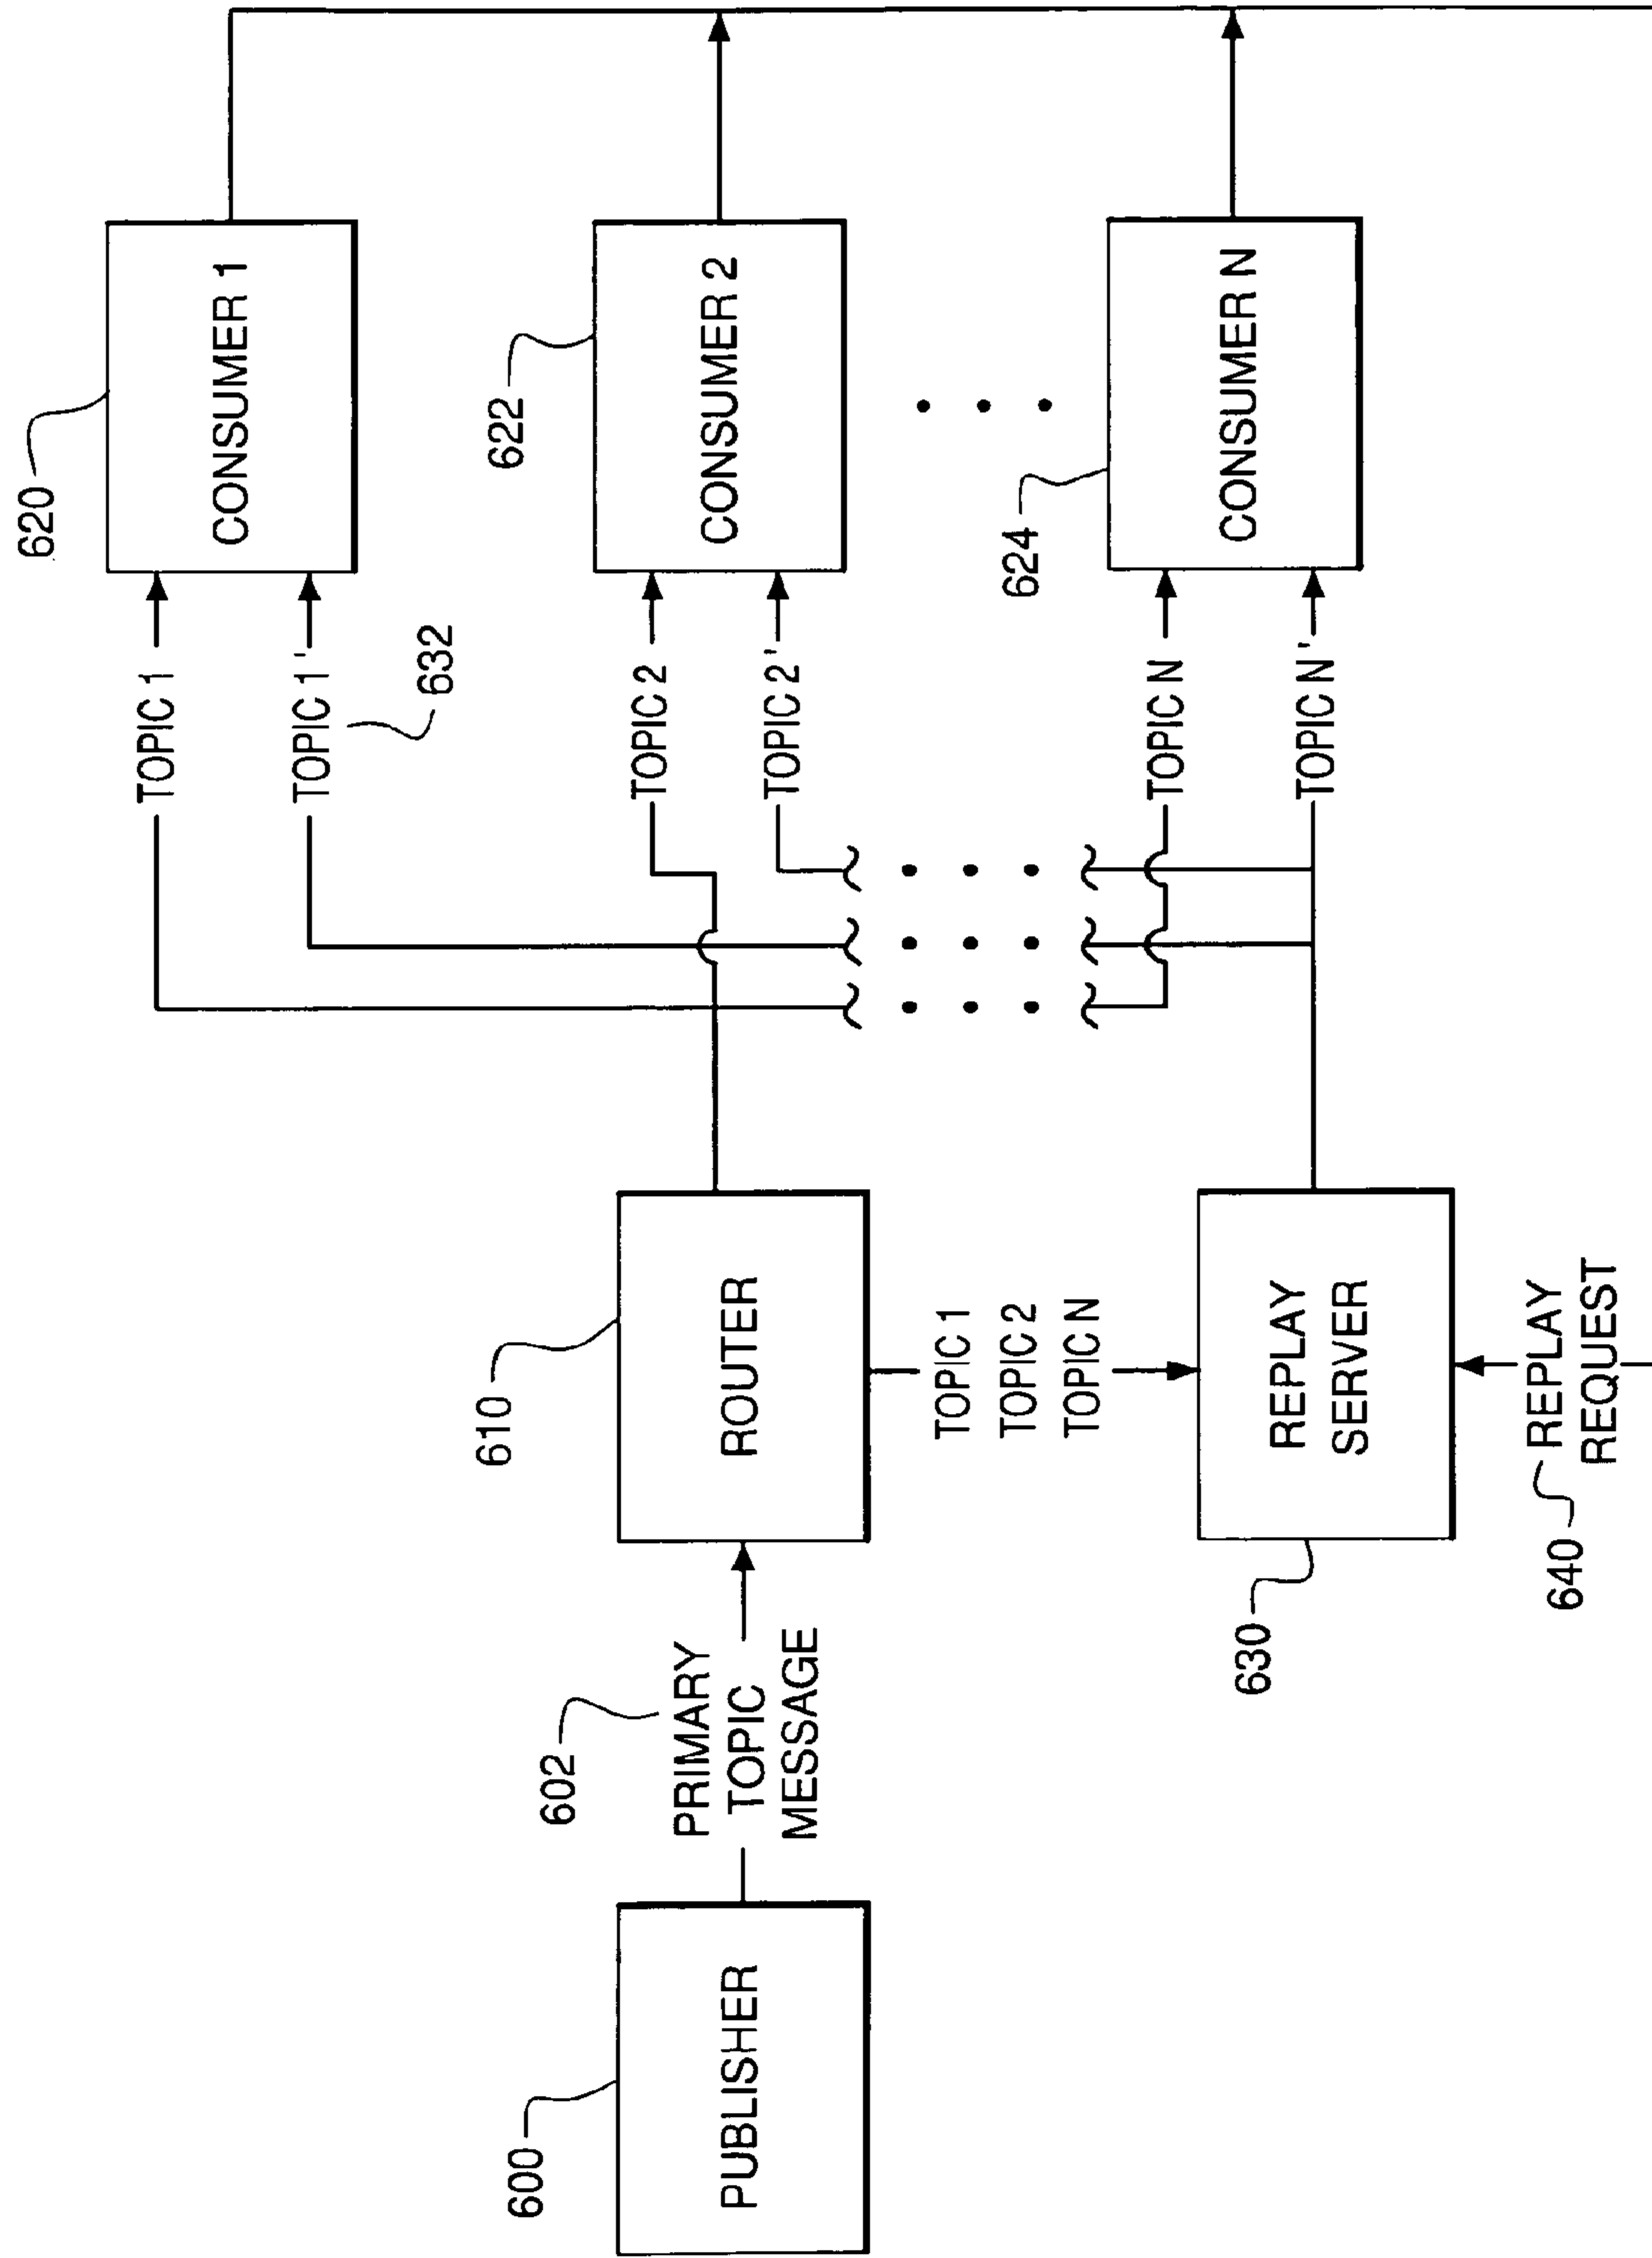 620
CONSUMER 1
TOPIC 1
TOPIC 1'
632
622
CONSUMER 2
TOPIC 2
TOPIC 2'
624
CONSUMER N
TOPIC N
TOPIC N'
610
ROUTER
TOPIC 1
TOPIC 2
TOPIC N
630
REPLAY
SERVER
640
REPLAY
REQUEST
602
PRIMARY
TOPIC
MESSAGE
600
PUBLISHER